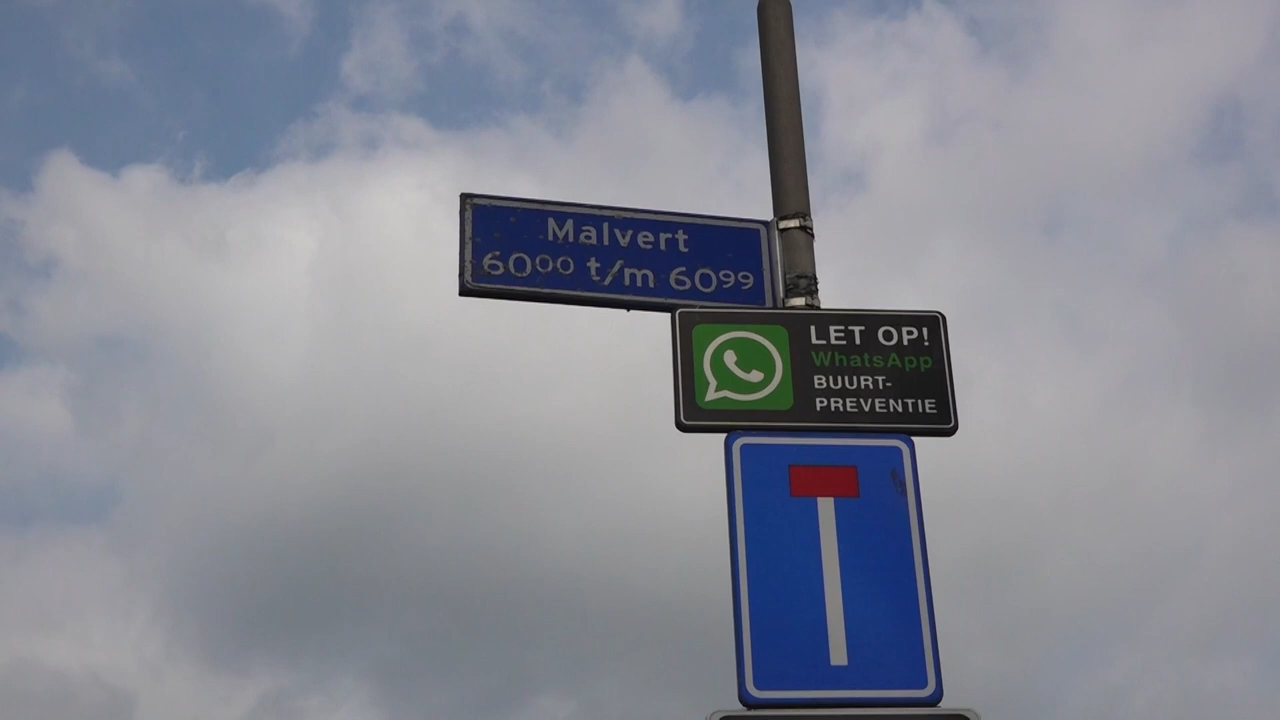 Malvert
6000 t/m 6099
LET OP!
WhatsApp
BUURT-
PREVENTIE